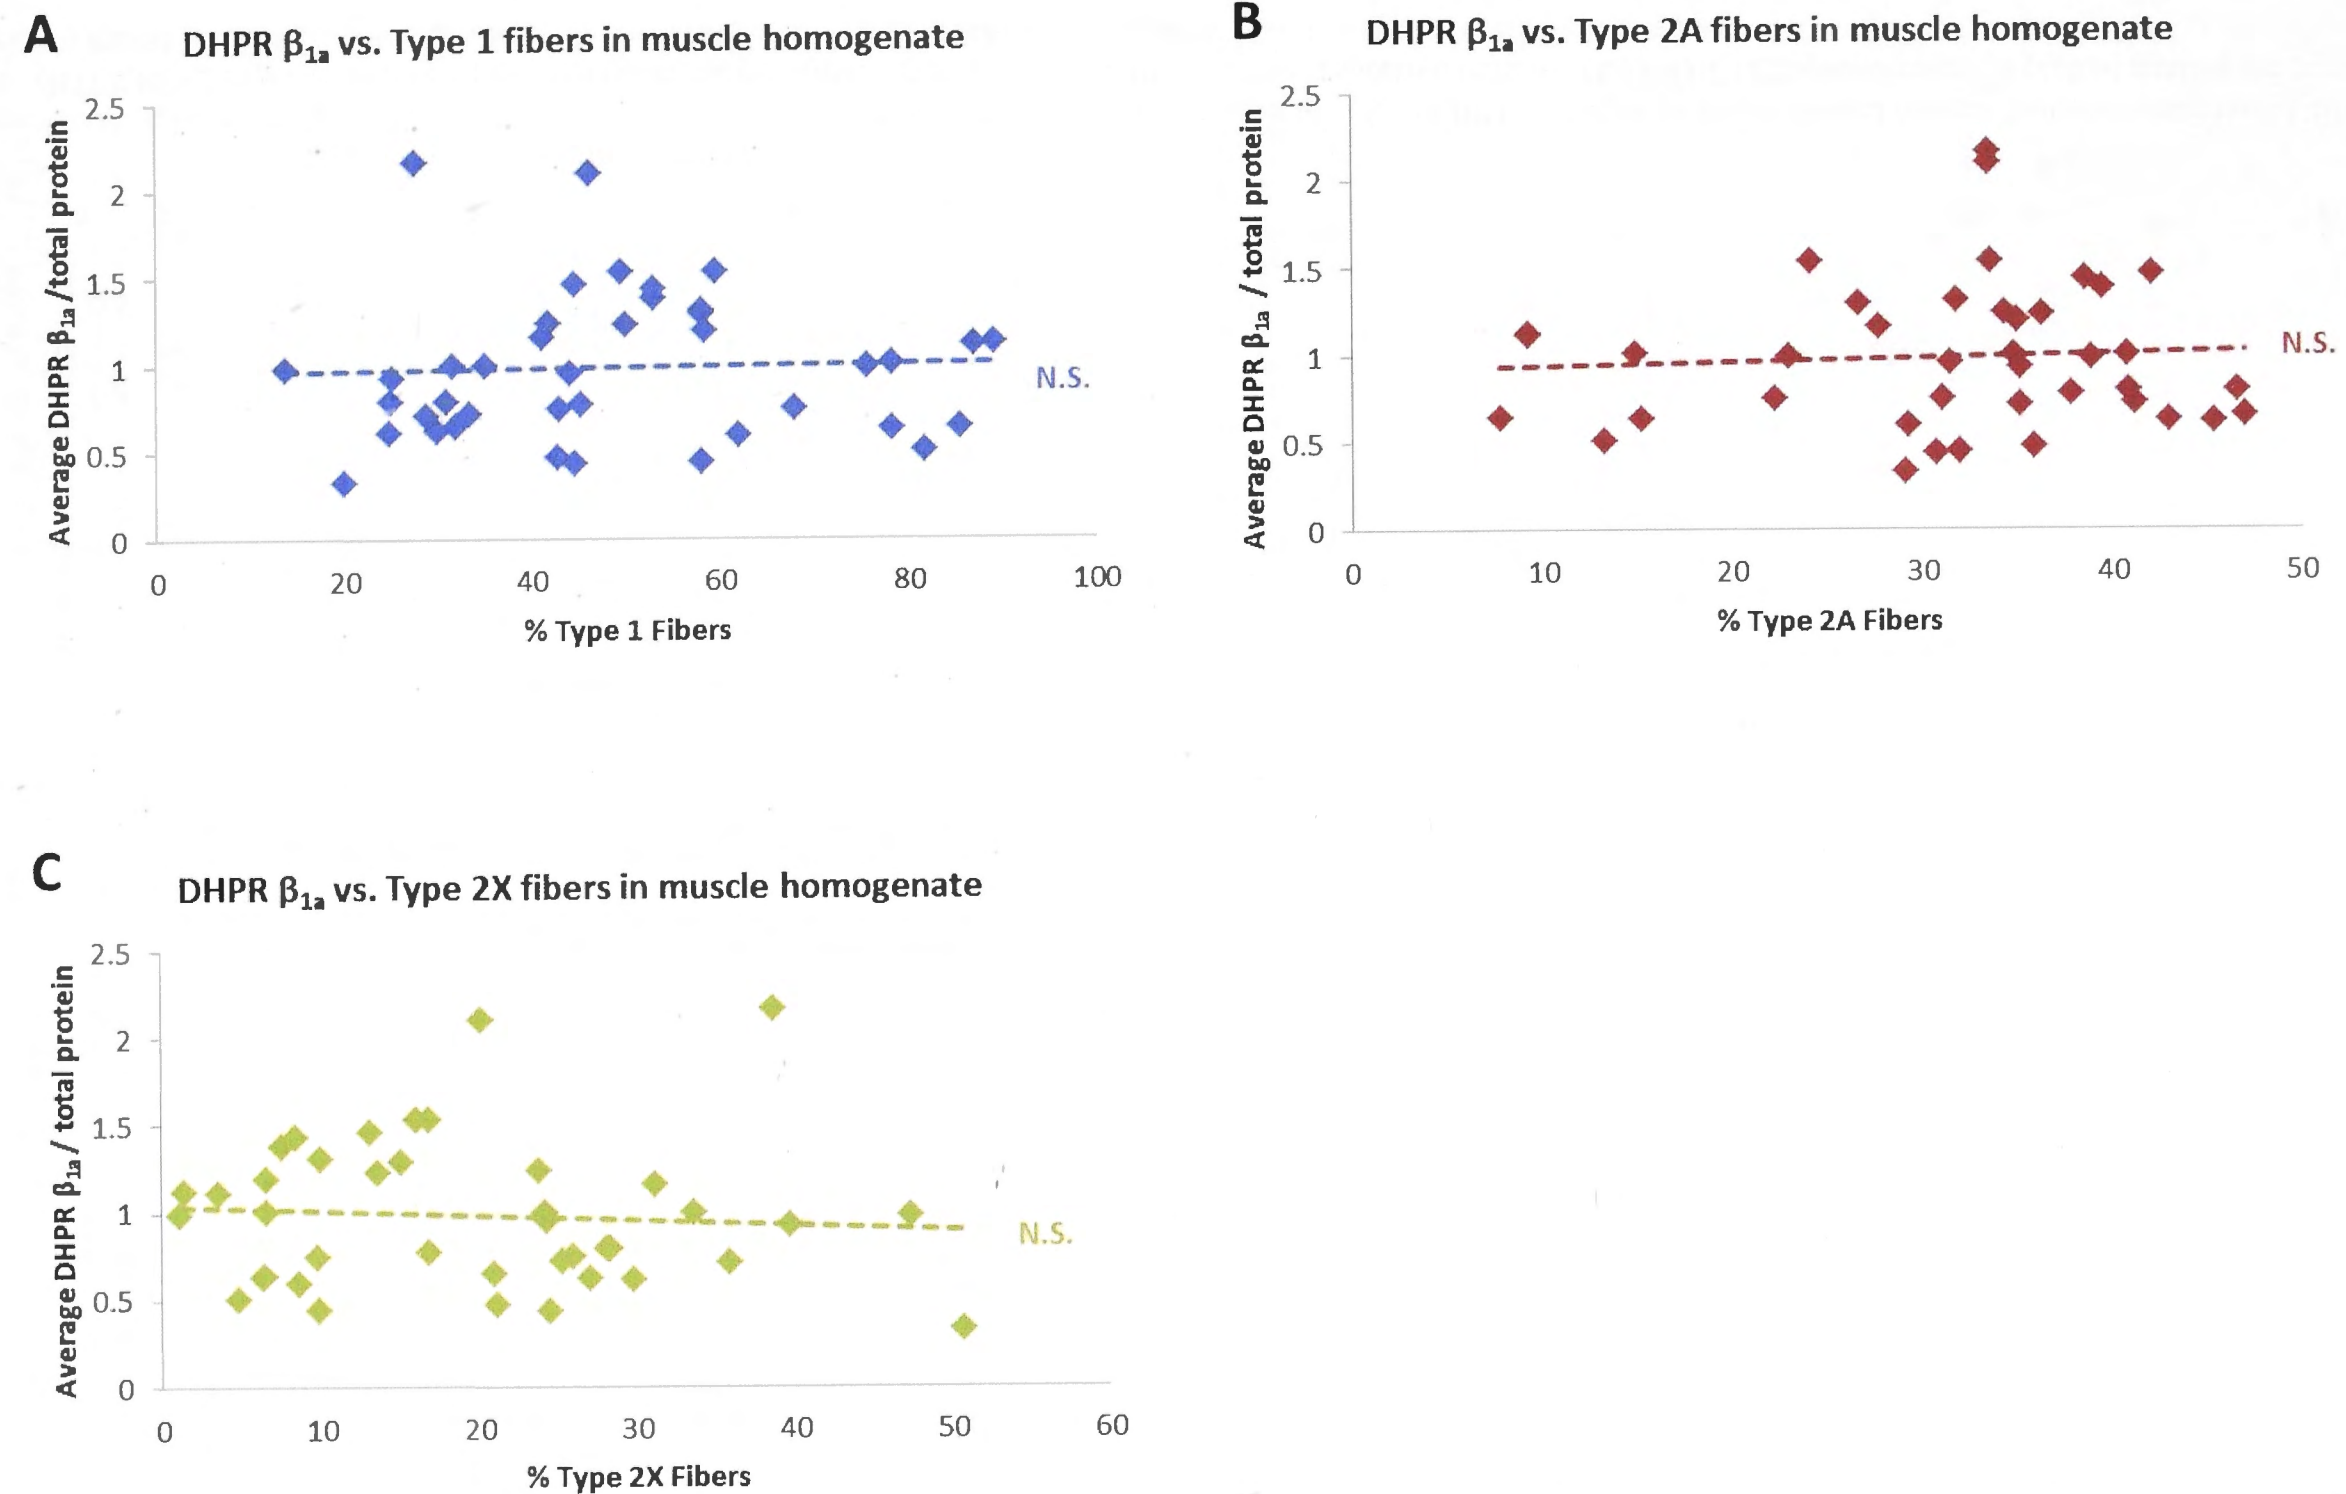 A
DHPR β1a vs. Type 1 fibers in muscle homogenate
Average DHPR β1a /total protein
2.5
2
1.5
1
0.5
0
0
20
40
60
80
100
% Type 1 Fibers
N.S.
B
DHPR β1a vs. Type 2A fibers in muscle homogenate
Average DHPR β1a / total protein
2.5
2
1.5
1
0.5
0
0
10
20
30
40
50
% Type 2A Fibers
N.S.
C
DHPR β1a vs. Type 2X fibers in muscle homogenate
Average DHPR β1a / total protein
2.5
2
1.5
1
0.5
0
0
10
20
30
40
50
60
% Type 2X Fibers
N.S.